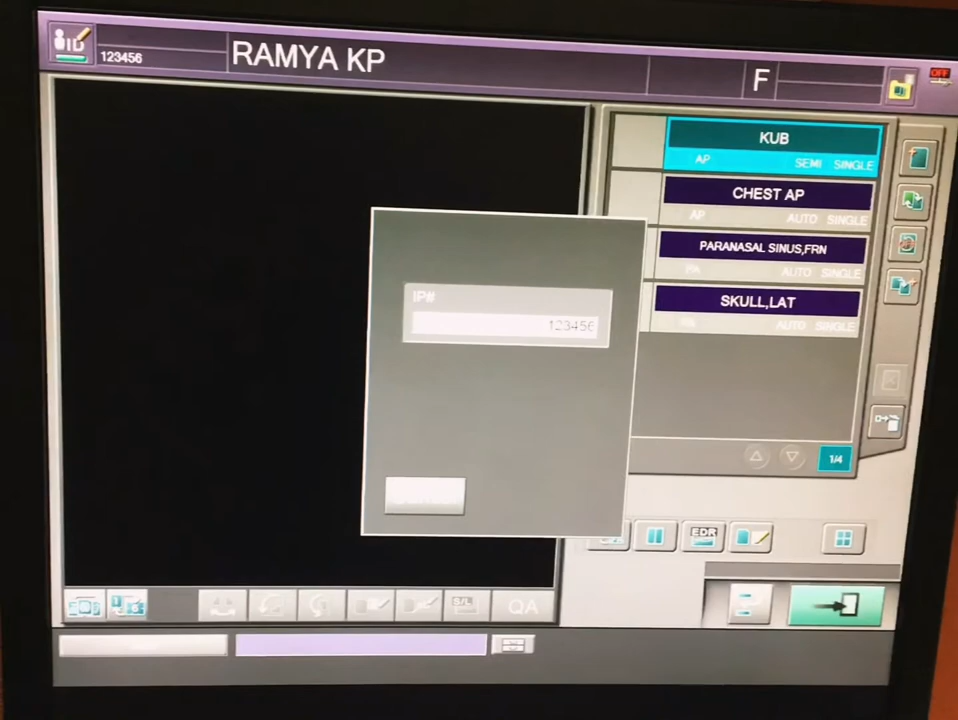 ID
123456
RAMYA KP
F
OFF
KUB
AP SEMI SINGLE
CHEST AP
AP AUTO SINGLE
PARANASAL SINUS,FRN
AUTO SINGLE
SKULL,LAT
AUTO SINGLE
IP#
123456
1/4
EDR
S/L
QA